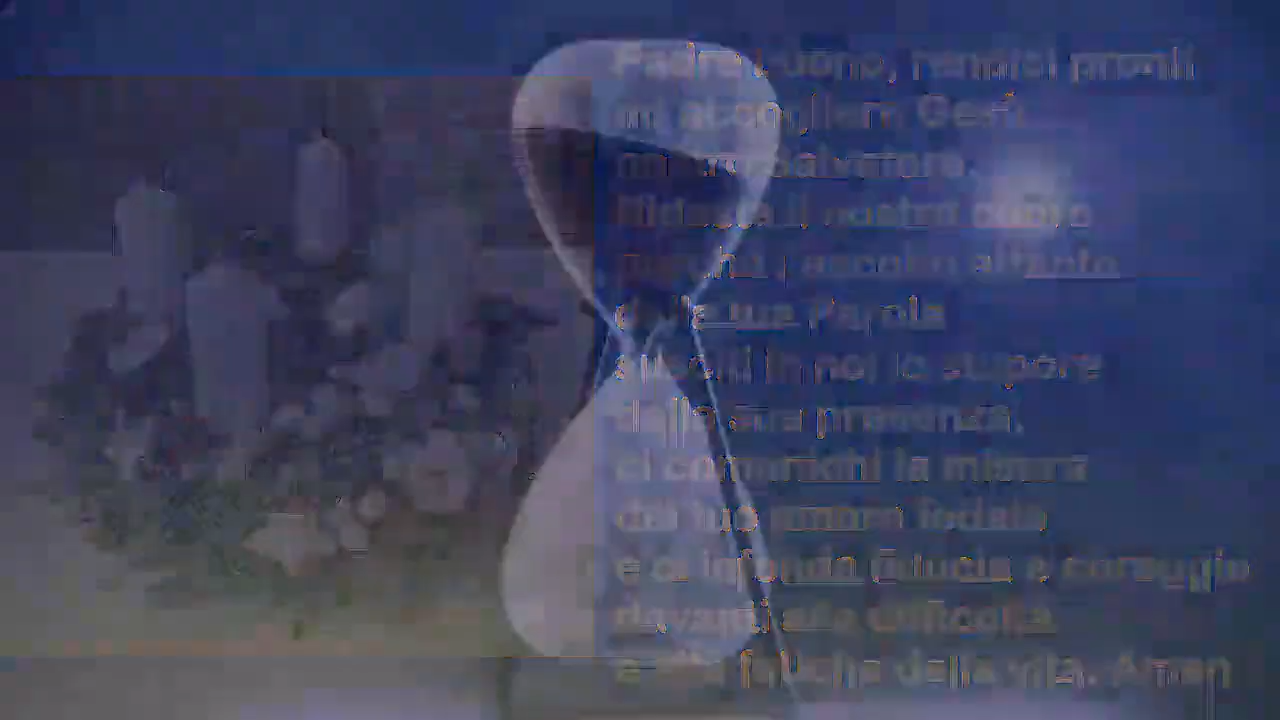 Padre buono, rendici pronti
ad accogliere Gesù
nostro salvatore.
il nostro cuore
perché l'ascolto attento
della tua Parola
susciti in noi lo stupore
della sua presenza,
ci comunichi la misura
del tuo amore fedele
e ci infonda fiducia e coraggio
davanti alle difficoltà
e alle fatiche della vita. Amen